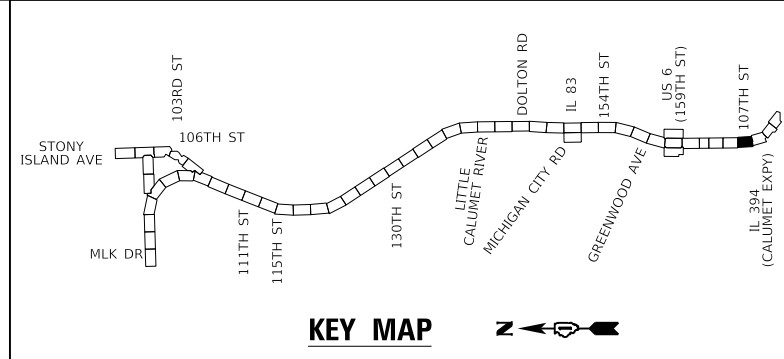 103RD ST
106TH ST
STONY
ISLAND AVE
MLK DR
111TH ST
115TH ST
130TH ST
LITTLE
CALUMET RIVER
DOLTON RD
MICHIGAN CITY RD
IL 83
154TH ST
GREENWOOD AVE
US 6
(159TH ST)
107TH ST
IL 394
(CALUMET EXPY)
KEY MAP
N